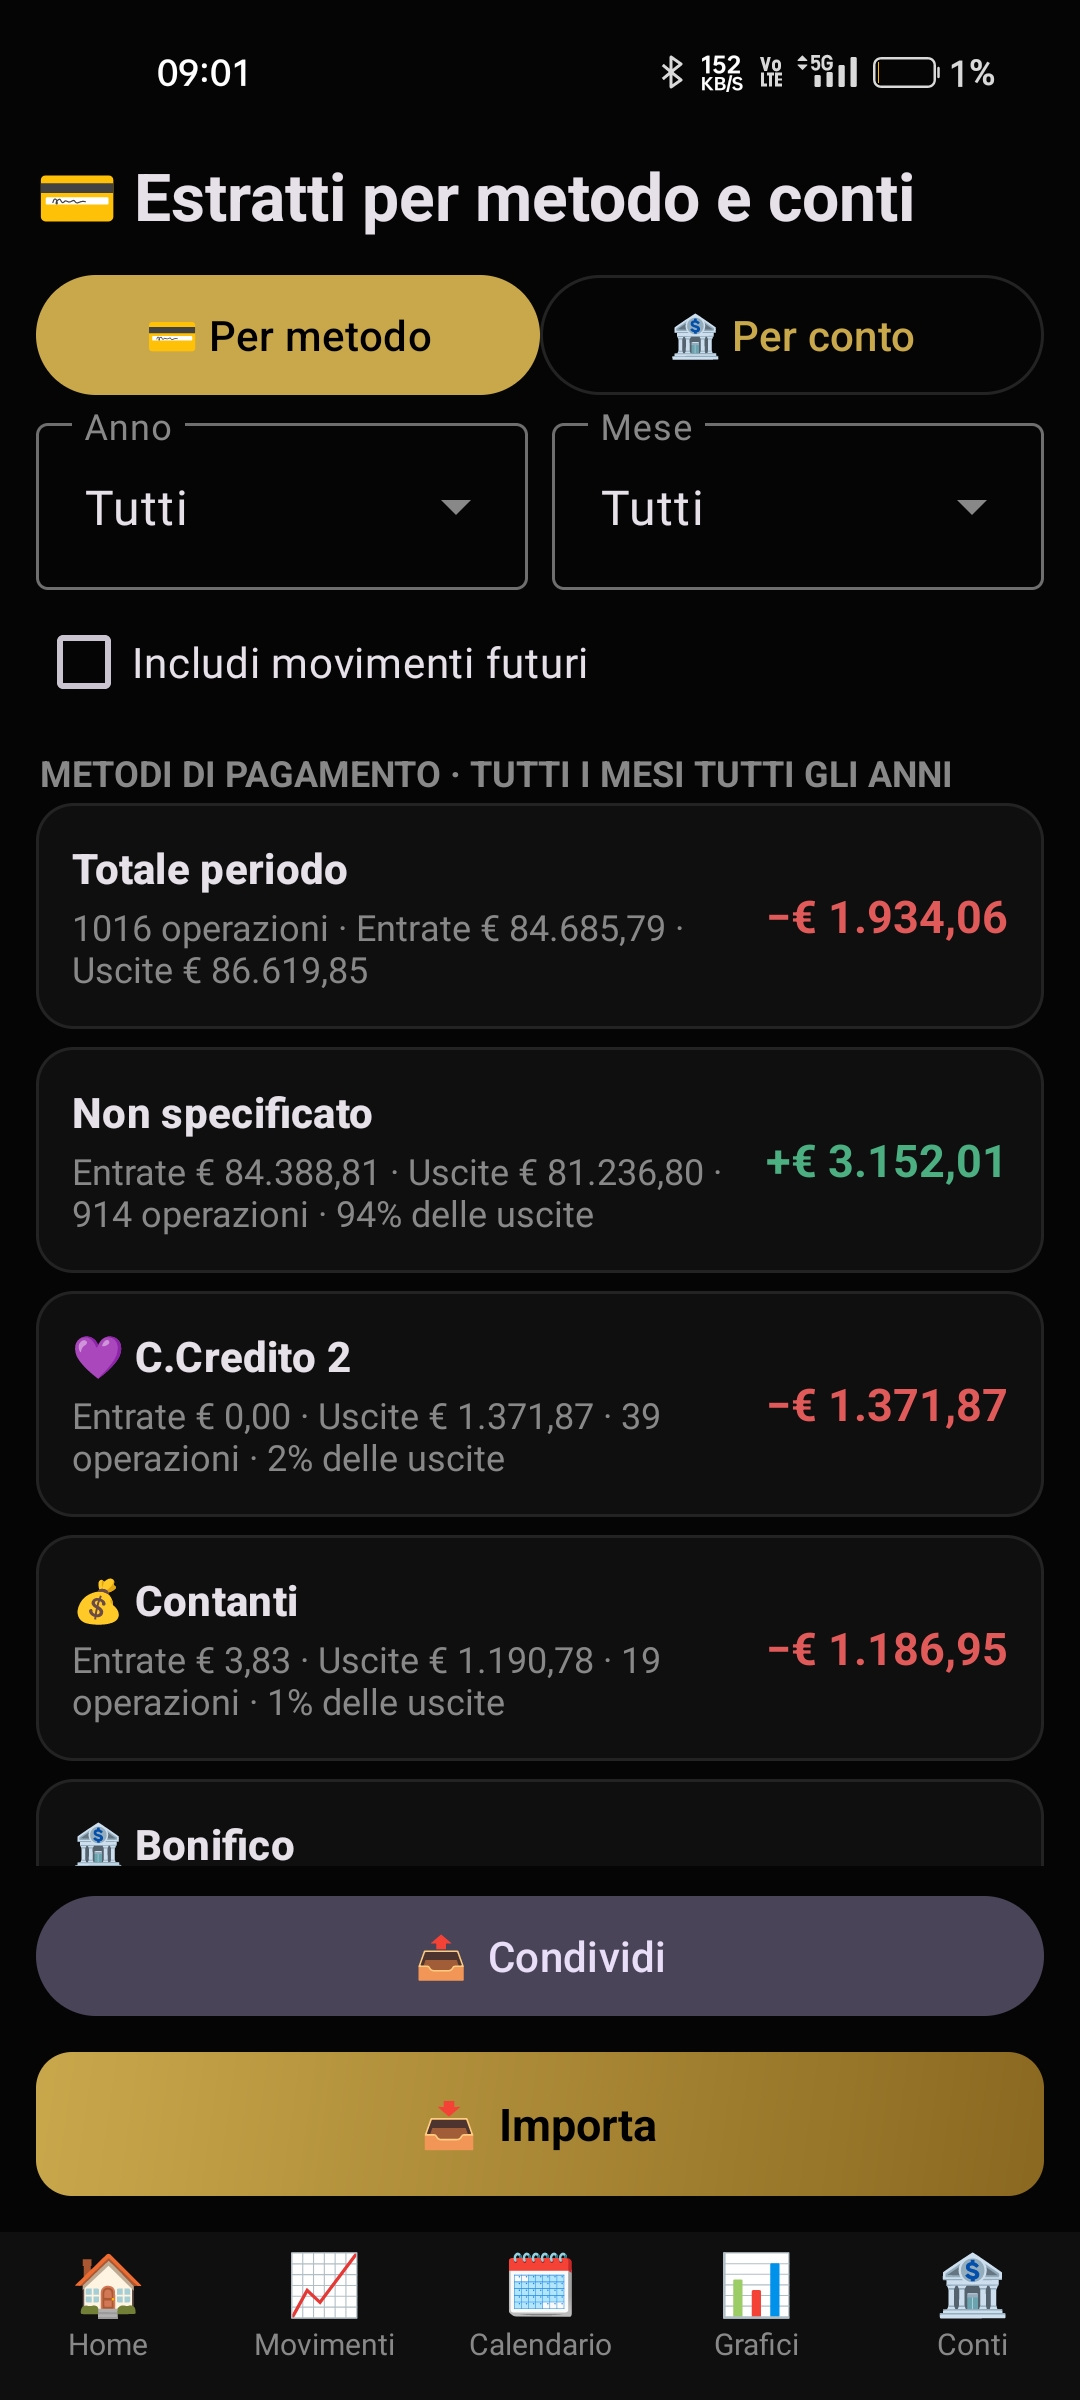 09:01
152 KB/S Vo LTE 5G 1%
Estratti per metodo e conti
Per metodo
Per conto
Anno
Mese
Tutti
Tutti
Includi movimenti futuri
METODI DI PAGAMENTO · TUTTI I MESI TUTTI GLI ANNI
Totale periodo
1016 operazioni · Entrate € 84.685,79 ·
Uscite € 86.619,85
−€ 1.934,06
Non specificato
Entrate € 84.388,81 · Uscite € 81.236,80 ·
914 operazioni · 94% delle uscite
+€ 3.152,01
C.Credito 2
Entrate € 0,00 · Uscite € 1.371,87 · 39
operazioni · 2% delle uscite
−€ 1.371,87
Contanti
Entrate € 3,83 · Uscite € 1.190,78 · 19
operazioni · 1% delle uscite
−€ 1.186,95
Bonifico
Condividi
Importa
Home
Movimenti
Calendario
Grafici
Conti